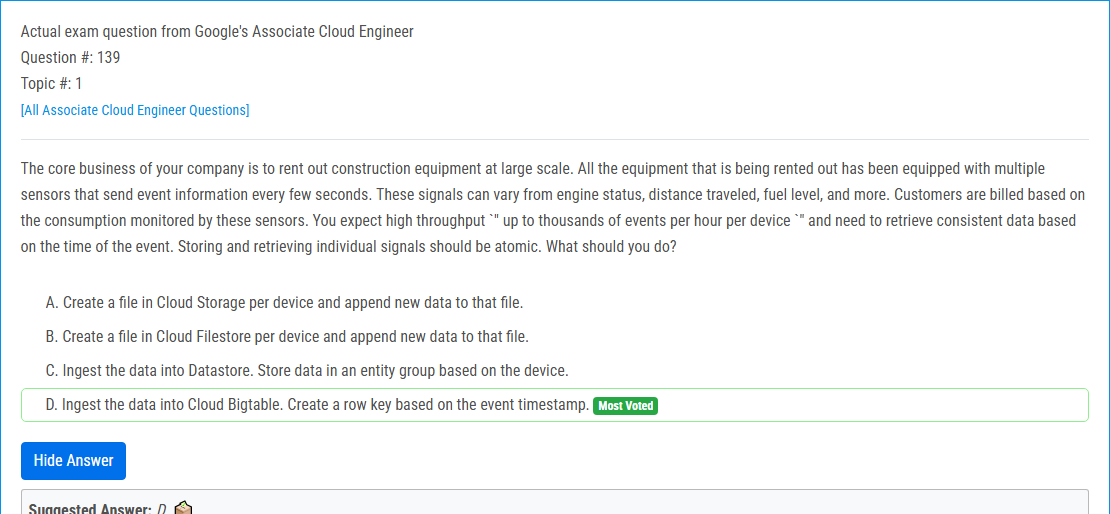 Actual exam question from Google's Associate Cloud Engineer
Question #: 139
Topic #: 1
[All Associate Cloud Engineer Questions]
The core business of your company is to rent out construction equipment at large scale. All the equipment that is being rented out has been equipped with multiple
sensors that send event information every few seconds. These signals can vary from engine status, distance traveled, fuel level, and more. Customers are billed based on
the consumption monitored by these sensors. You expect high throughput `" up to thousands of events per hour per device `" and need to retrieve consistent data based
on the time of the event. Storing and retrieving individual signals should be atomic. What should you do?
A. Create a file in Cloud Storage per device and append new data to that file.
B. Create a file in Cloud Filestore per device and append new data to that file.
C. Ingest the data into Datastore. Store data in an entity group based on the device.
D. Ingest the data into Cloud Bigtable. Create a row key based on the event timestamp. Most Voted
Hide Answer
Suggested Answer: D